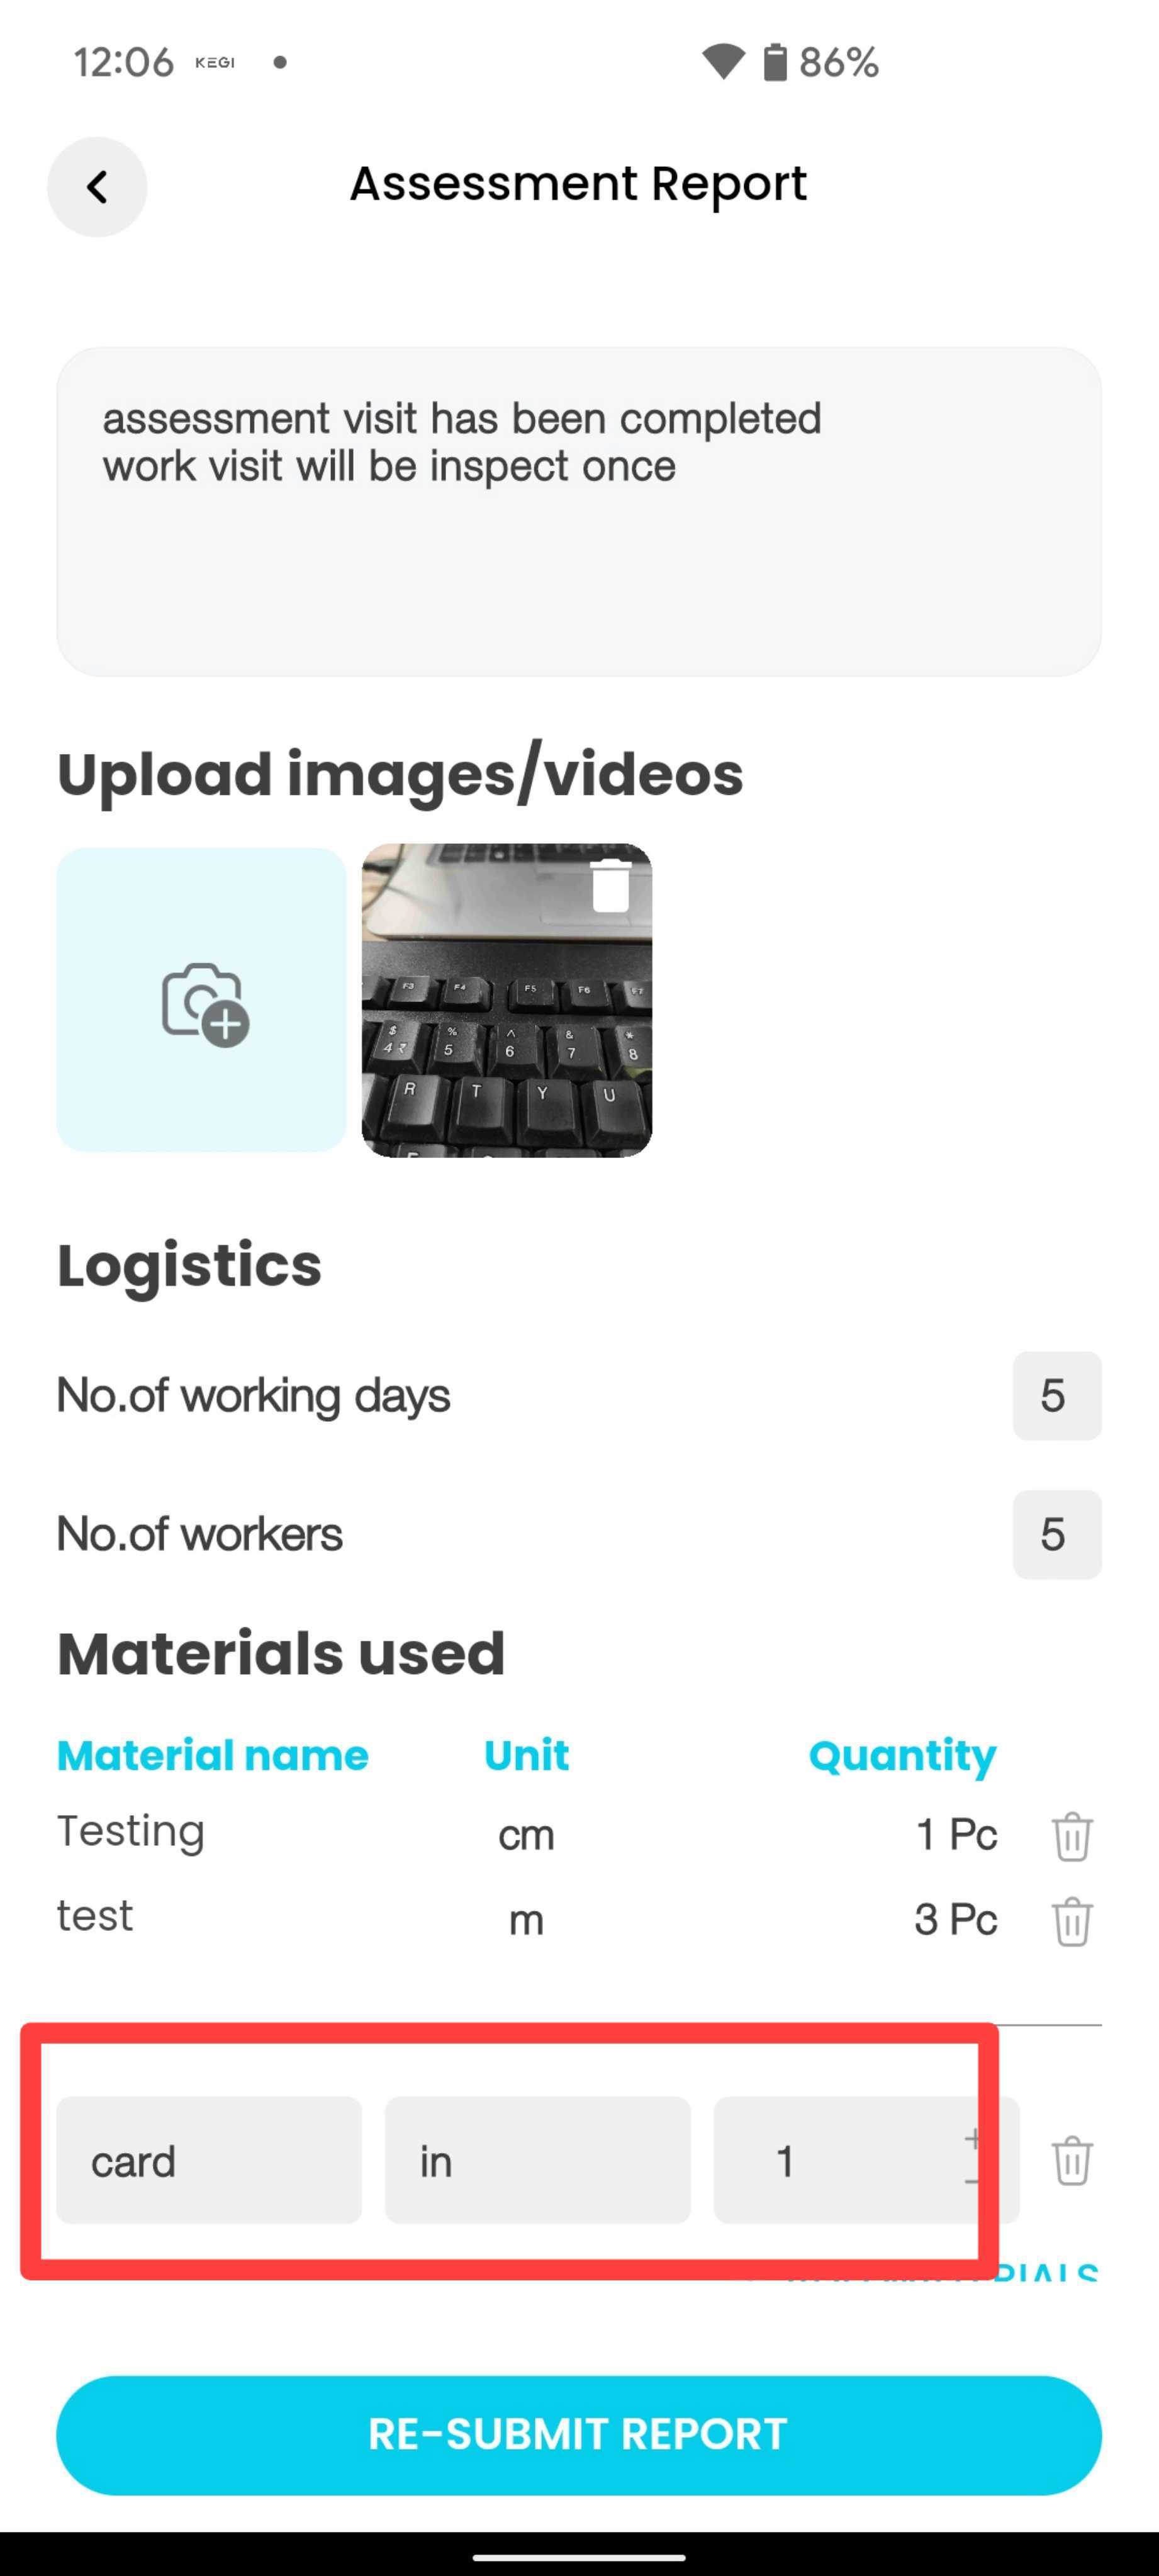 12:06 KEGI 86%
Assessment Report
assessment visit has been completed
work visit will be inspect once
Upload images/videos
F3 F4 F5 F6 F7
$ % ^ & *
4 ₹ 5 6 7 8
R T Y U
Logistics
No.of working days 5
No.of workers 5
Materials used
Material name Unit Quantity
Testing cm 1 Pc
test m 3 Pc
card in 1 + −
RE-SUBMIT REPORT